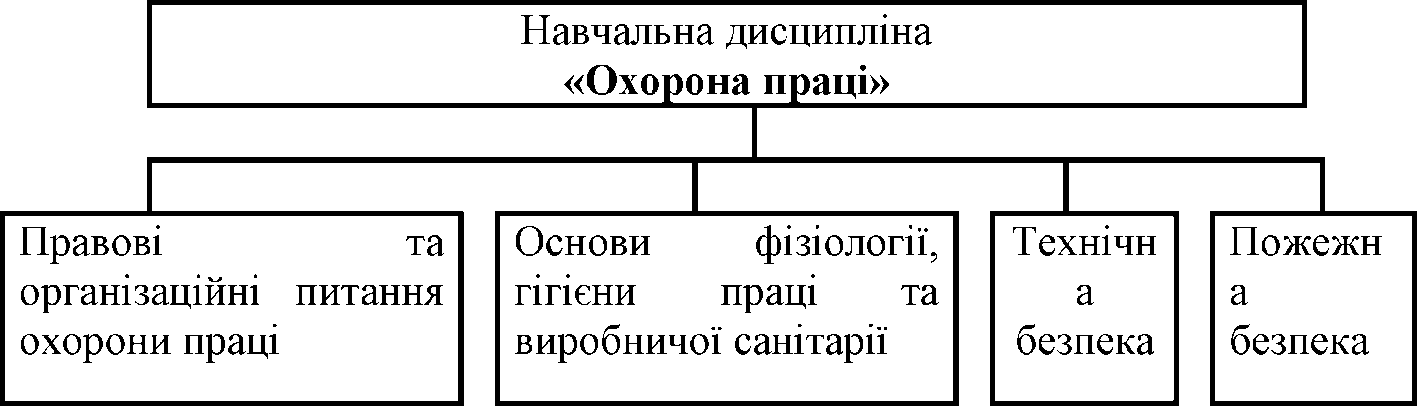 Навчальна дисципліна
«Охорона праці»
Правові та
організаційні питання
охорони праці
Основи фізіології,
гігієни праці та
виробничої санітарії
Технічн
а
безпека
Пожежн
а
безпека